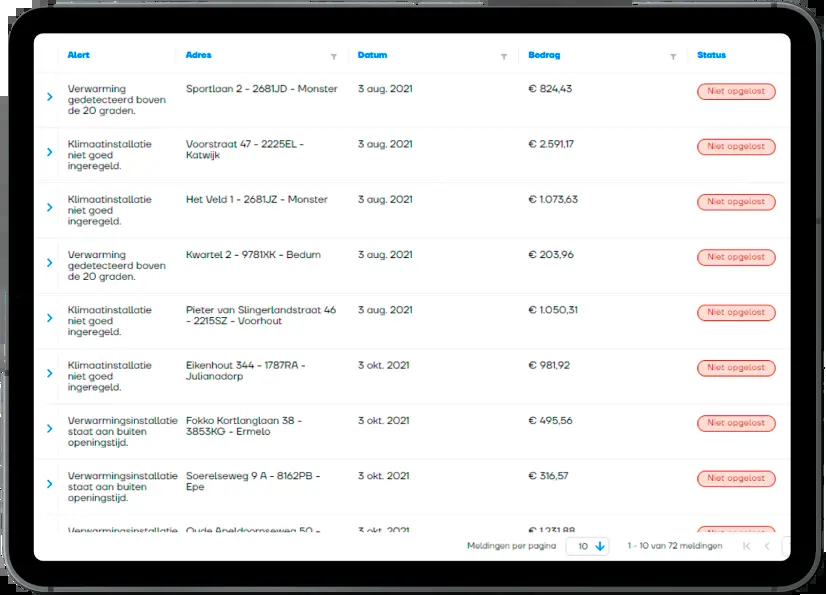 Alert Adres Datum Bedrag Status
Verwarming gedetecteerd boven de 20 graden. Sportlaan 2 - 2681JD - Monster 3 aug. 2021 € 824,43 Niet opgelost
Klimaatinstallatie niet goed ingeregeld. Voorstraat 47 - 2225EL - Katwijk 3 aug. 2021 € 2.591,17 Niet opgelost
Klimaatinstallatie niet goed ingeregeld. Het Veld 1 - 2681JZ - Monster 3 aug. 2021 € 1.073,63 Niet opgelost
Verwarming gedetecteerd boven de 20 graden. Kwartel 2 - 9781XK - Bedum 3 aug. 2021 € 203,96 Niet opgelost
Klimaatinstallatie niet goed ingeregeld. Pieter van Slingerlandstraat 46 - 2215SZ - Voorhout 3 aug. 2021 € 1.050,31 Niet opgelost
Klimaatinstallatie niet goed ingeregeld. Eikenhout 344 - 1787RA - Julianadorp 3 okt. 2021 € 981,92 Niet opgelost
Verwarmingsinstallatie staat aan buiten openingstijd. Fokko Kortlanglaan 38 - 3853KG - Ermelo 3 okt. 2021 € 495,56 Niet opgelost
Verwarmingsinstallatie staat aan buiten openingstijd. Soerelseweg 9 A - 8162PB - Epe 3 okt. 2021 € 316,57 Niet opgelost
Verwarmingsinstallatie Oude Apeldoornseweg 50 - 3 okt. 2021 € 1.231,88 Niet opgelost
Meldingen per pagina 10 1 - 10 van 72 meldingen